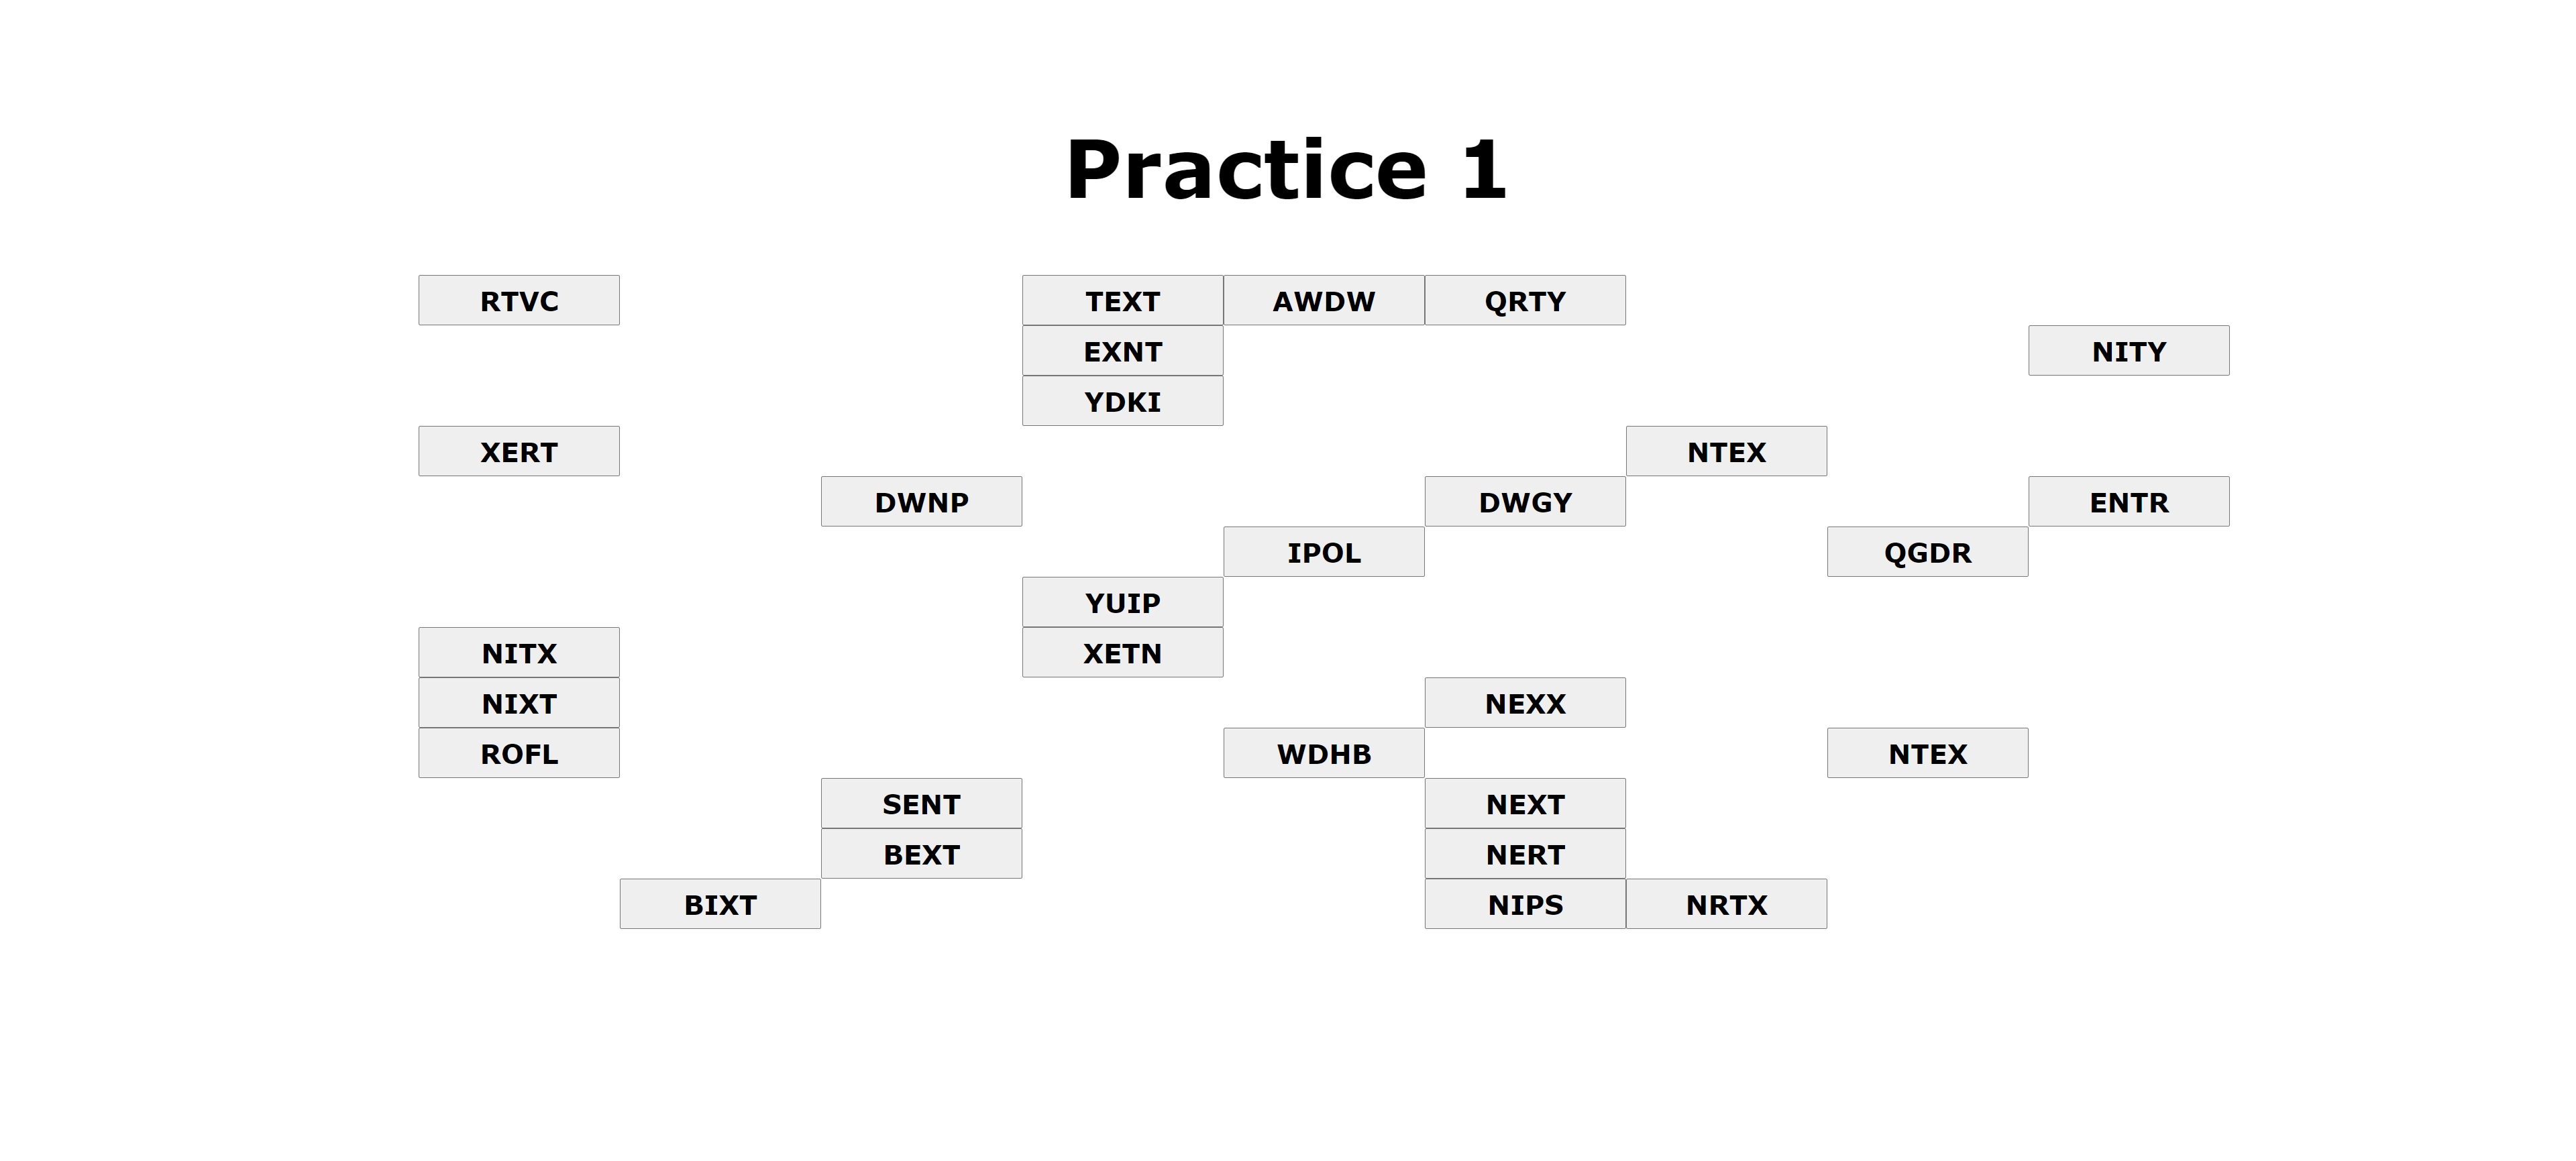 Practice 1
RTVC TEXT AWDW QRTY
EXNT NITY
YDKI
XERT NTEX
DWNP DWGY ENTR
IPOL QGDR
YUIP
NITX XETN
NIXT NEXX
ROFL WDHB NTEX
SENT NEXT
BEXT NERT
BIXT NIPS NRTX